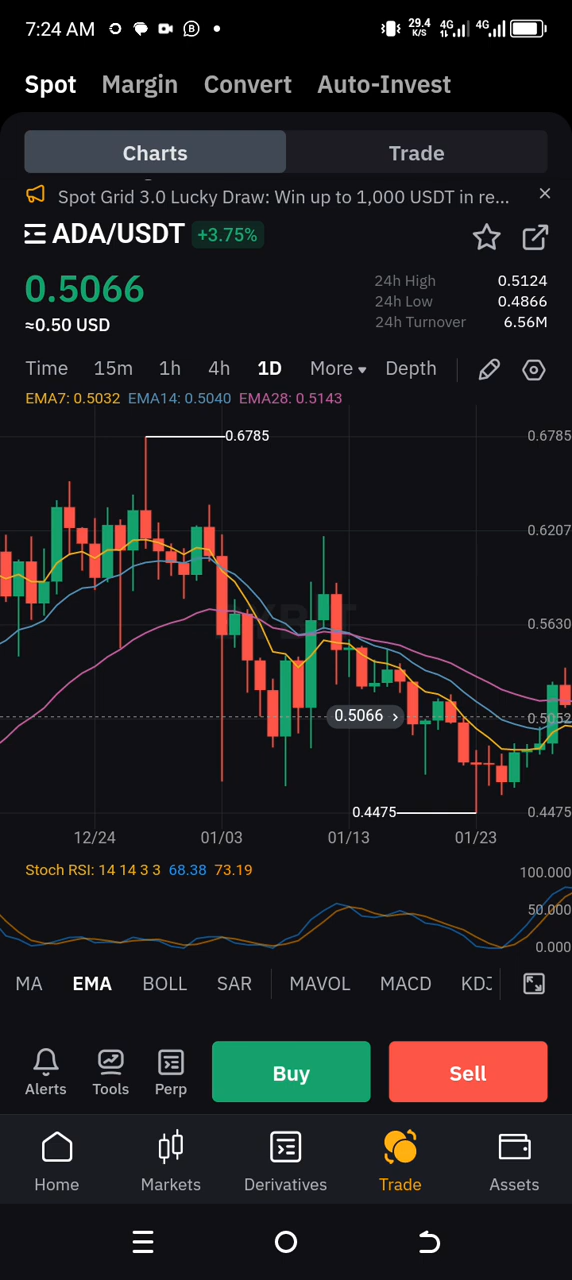 7:24 AM
29.4 K/S 4G 4G
Spot Margin Convert Auto-Invest
Charts Trade
Spot Grid 3.0 Lucky Draw: Win up to 1,000 USDT in re...
ADA/USDT +3.75%
0.5066
≈0.50 USD
24h High 0.5124
24h Low 0.4866
24h Turnover 6.56M
Time 15m 1h 4h 1D More Depth
EMA7: 0.5032 EMA14: 0.5040 EMA28: 0.5143
0.6785 0.6785
0.6207
0.5630
0.5066 0.5052
0.4475 0.4475
12/24 01/03 01/13 01/23
Stoch RSI: 14 14 3 3 68.38 73.19
100.000
50.000
0.000
MA EMA BOLL SAR MAVOL MACD KDJ
Alerts Tools Perp Buy Sell
Home Markets Derivatives Trade Assets